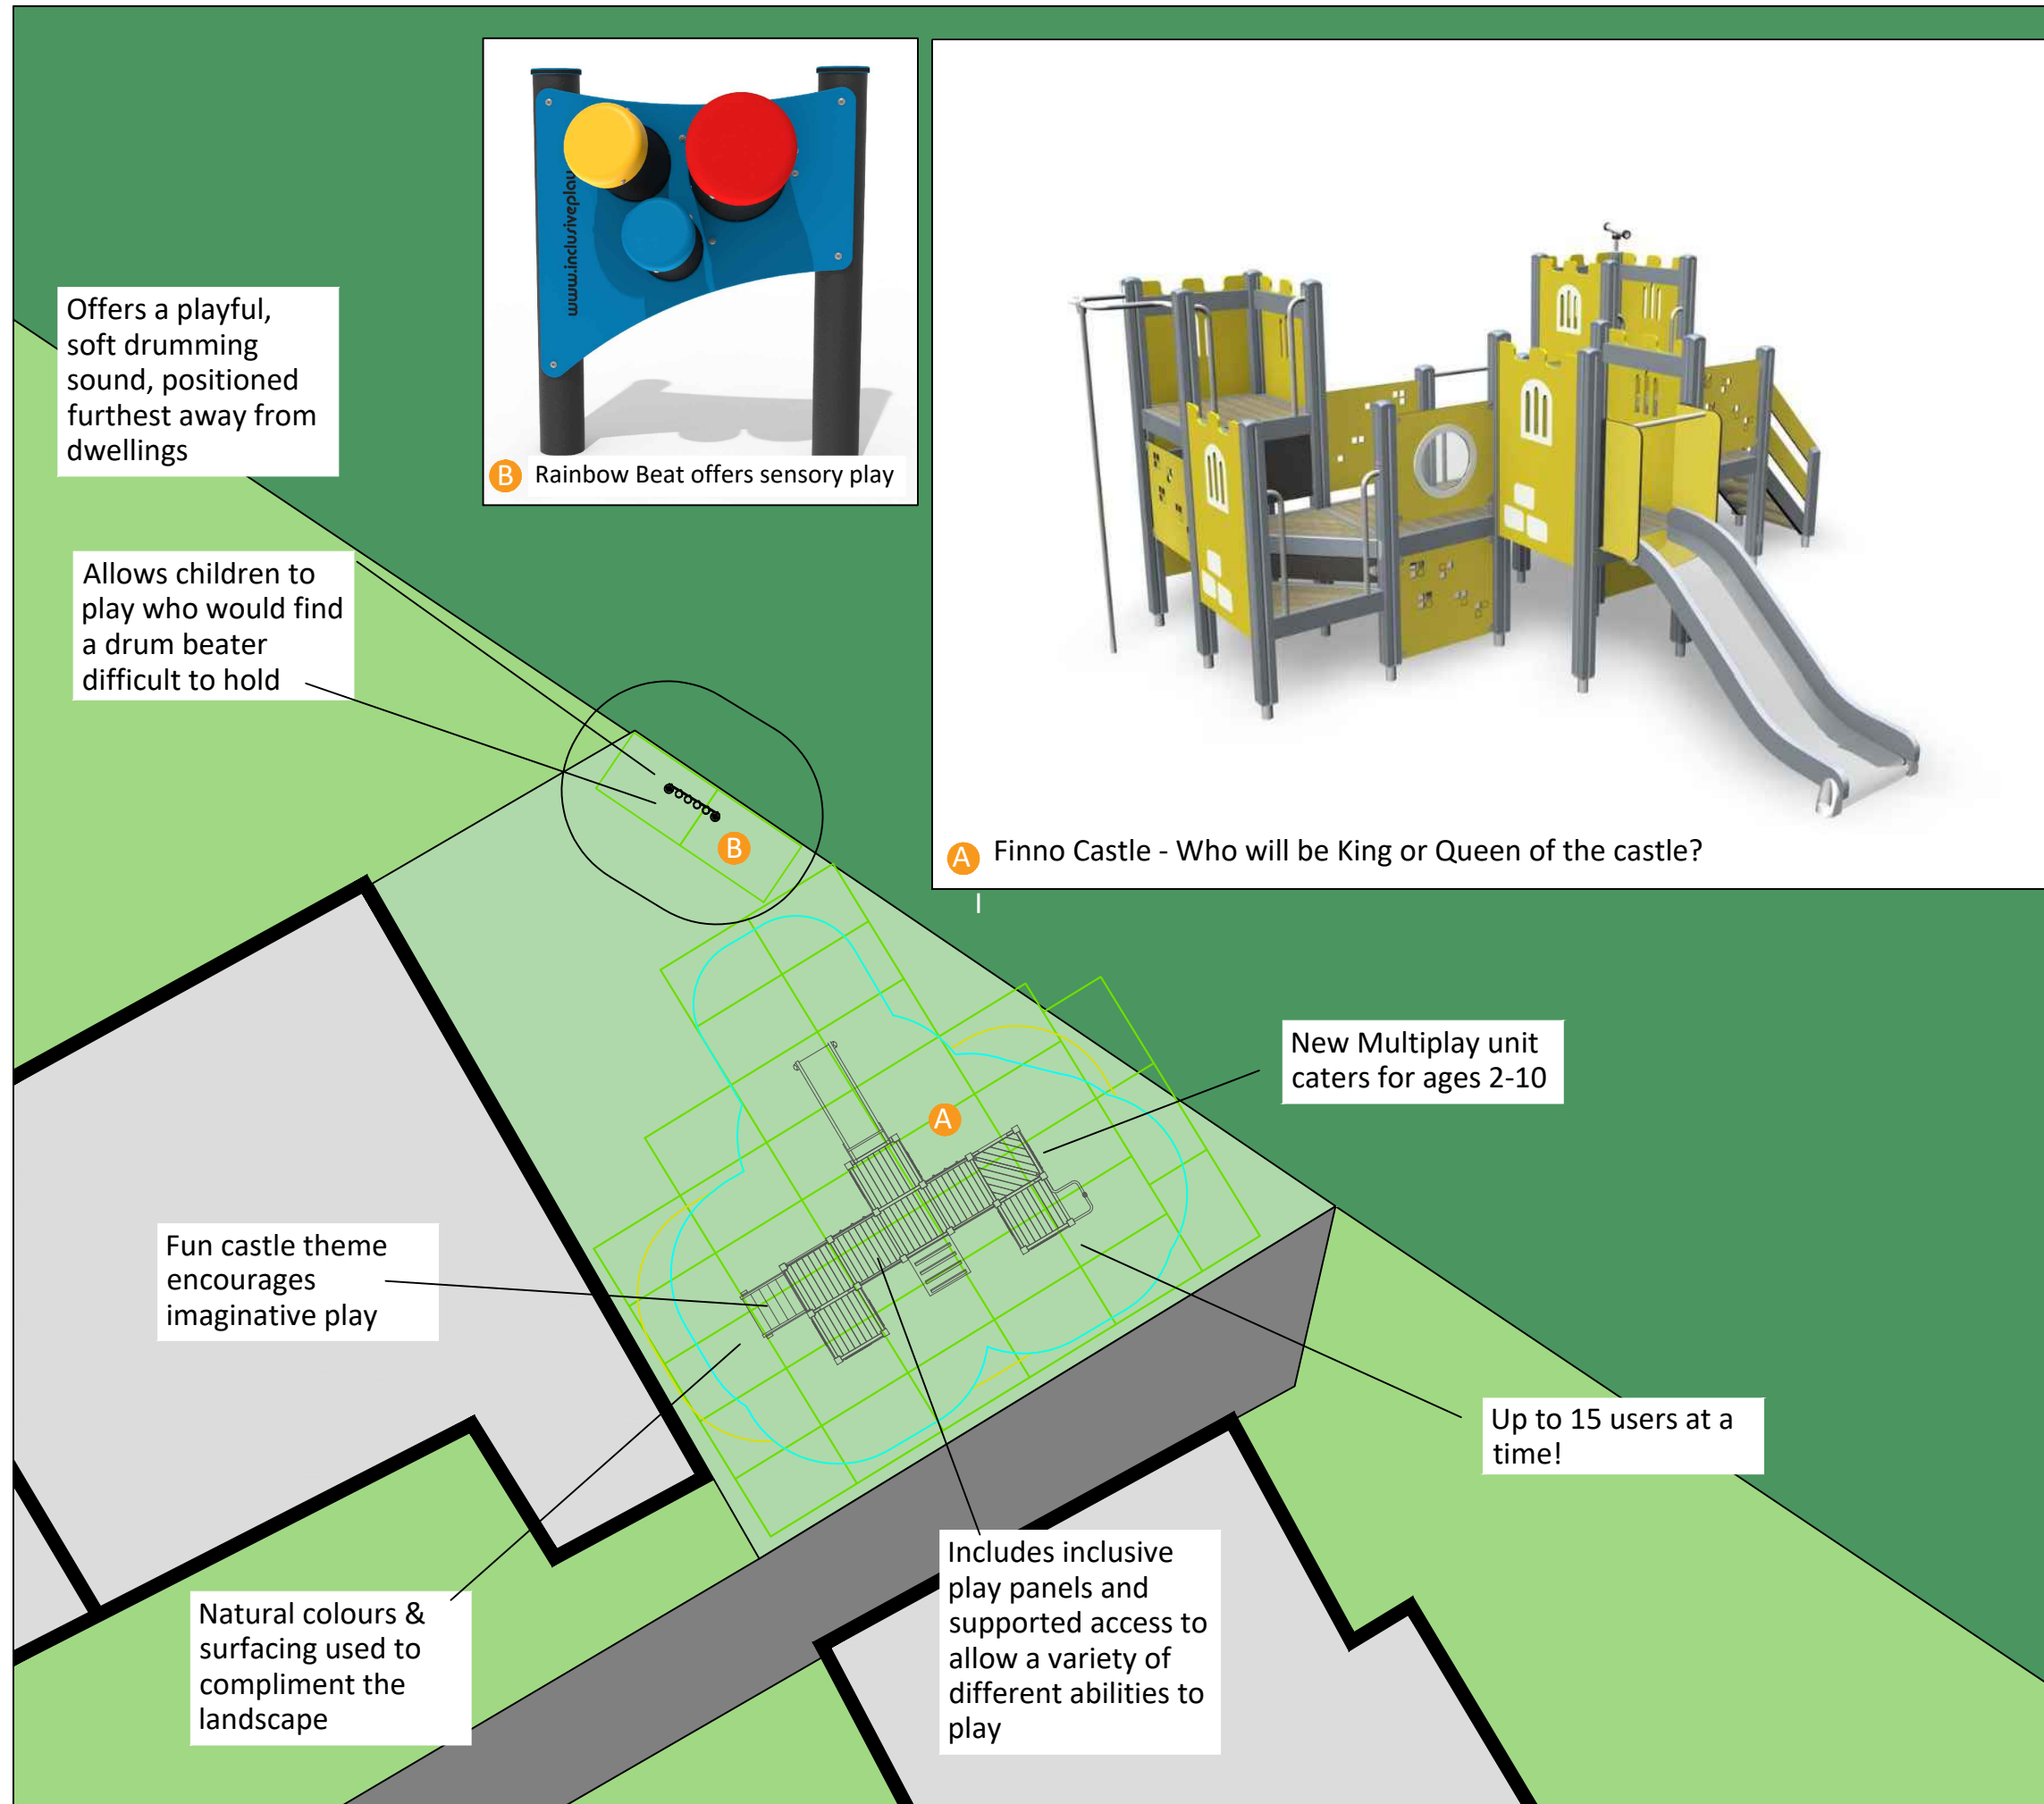 www.inclusiveplay
B Rainbow Beat offers sensory play
Offers a playful,
soft drumming
sound, positioned
furthest away from
dwellings
Allows children to
play who would find
a drum beater
difficult to hold
A Finno Castle - Who will be King or Queen of the castle?
B
A
New Multiplay unit
caters for ages 2-10
Fun castle theme
encourages
imaginative play
Up to 15 users at a
time!
Includes inclusive
play panels and
supported access to
allow a variety of
different abilities to
play
Natural colours &
surfacing used to
compliment the
landscape